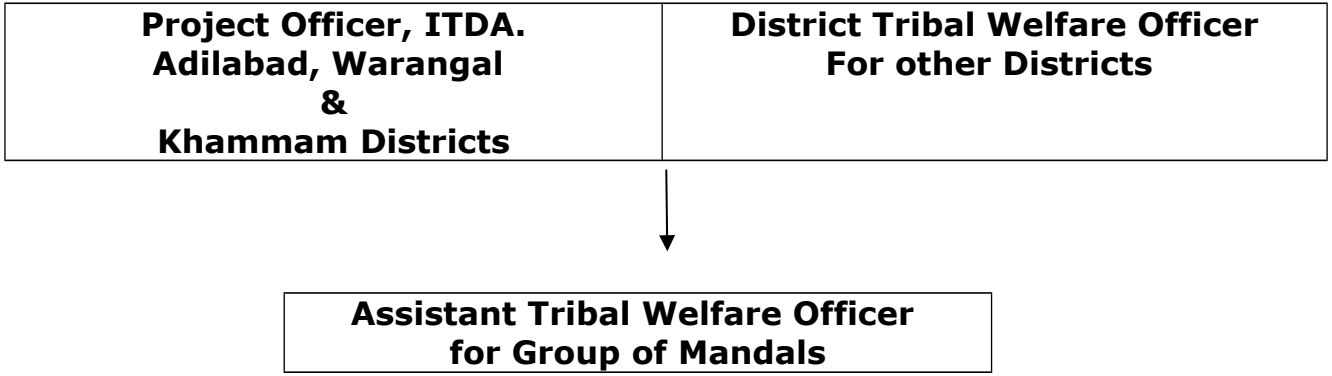 Project Officer, ITDA.
Adilabad, Warangal
&
Khammam Districts
District Tribal Welfare Officer
For other Districts
Assistant Tribal Welfare Officer
for Group of Mandals